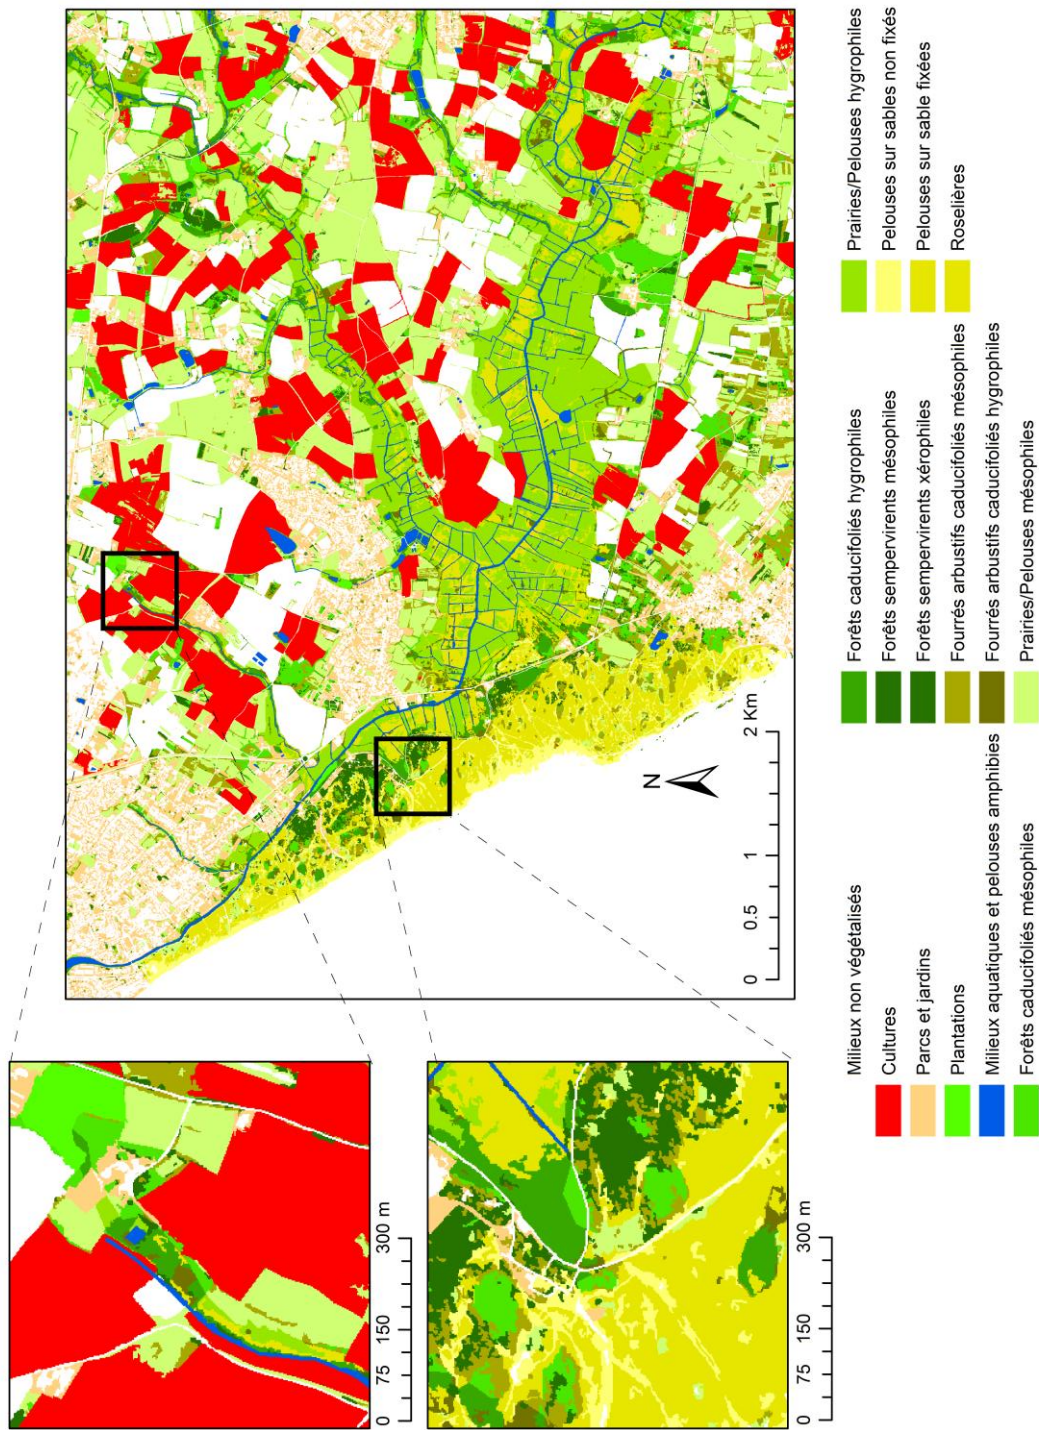 0 75 150 300 m
0 75 150 300 m
N
0 0.5 1 2 Km
Milieux non végétalisés
Cultures
Parcs et jardins
Plantations
Milieux aquatiques et pelouses amphibies
Forêts caducifoliés mésophiles
Forêts caducifoliés hygrophiles
Forêts sempervirents mésophiles
Forêts sempervirents xérophiles
Fourrés arbustifs caducifoliés mésophiles
Fourrés arbustifs caducifoliés hygrophiles
Prairies/Pelouses mésophiles
Prairies/Pelouses hygrophiles
Pelouses sur sables non fixés
Pelouses sur sable fixées
Roselières